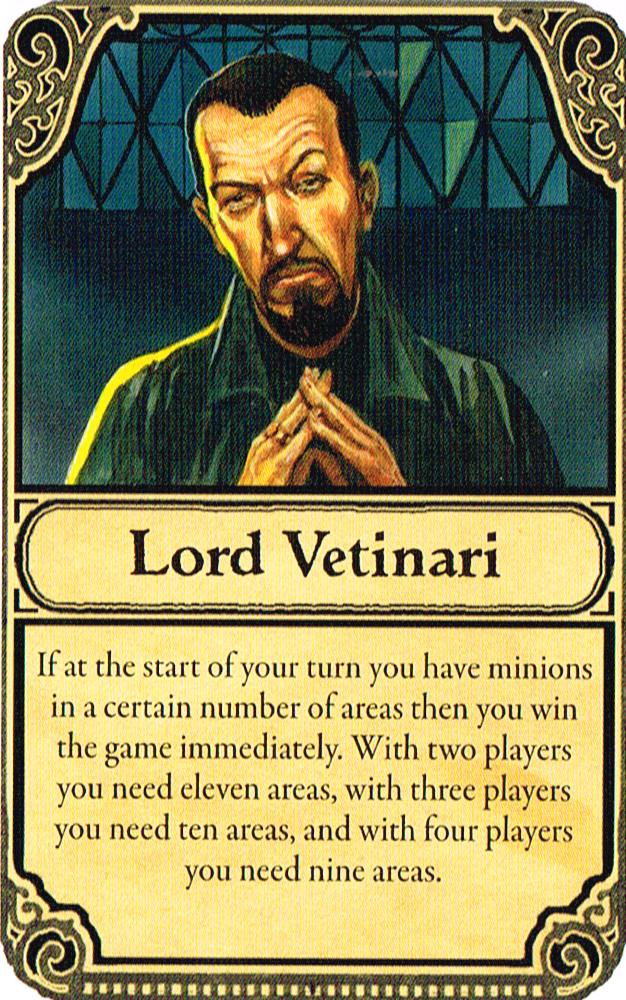 Lord Vetinari
If at the start of your turn you have minions
in a certain number of areas then you win
the game immediately. With two players
you need eleven areas, with three players
you need ten areas, and with four players
you need nine areas.